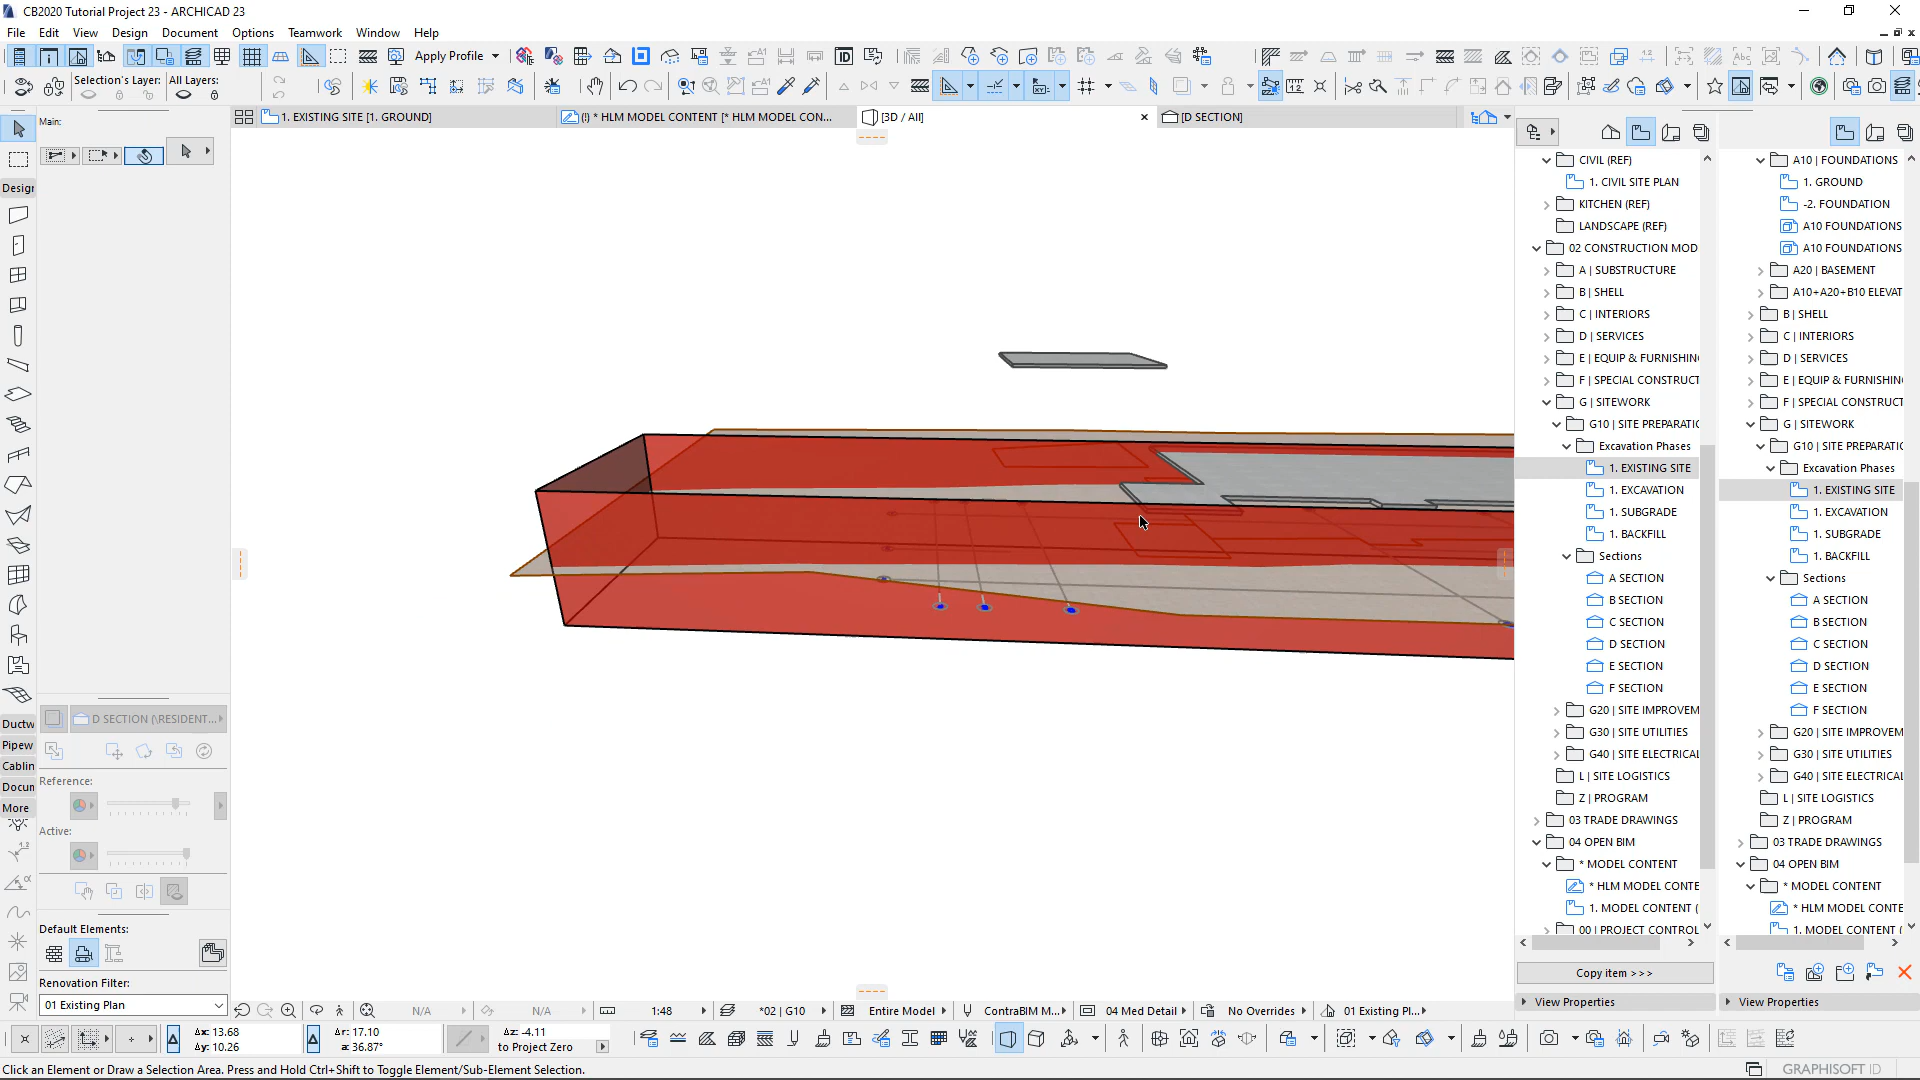 CB2020 Tutorial Project 23 - ARCHICAD 23
File Edit View Design Document Options Teamwork Window Help
Apply Profile
Selection's Layer: All Layers:
1. EXISTING SITE [1. GROUND]
(!) * HLM MODEL CONTENT [* HLM MODEL CON...
[3D / All]
[D SECTION]
Main:
Design
Ductw
Pipew
Cablin
Docun
More
D SECTION (\RESIDENT...
Reference:
Active:
Default Elements:
Renovation Filter:
01 Existing Plan
CIVIL (REF)
1. CIVIL SITE PLAN
KITCHEN (REF)
LANDSCAPE (REF)
02 CONSTRUCTION MOD
A | SUBSTRUCTURE
B | SHELL
C | INTERIORS
D | SERVICES
E | EQUIP & FURNISHING
F | SPECIAL CONSTRUCT
G | SITEWORK
G10 | SITE PREPARATIO
Excavation Phases
1. EXISTING SITE
1. EXCAVATION
1. SUBGRADE
1. BACKFILL
Sections
A SECTION
B SECTION
C SECTION
D SECTION
E SECTION
F SECTION
G20 | SITE IMPROVEM
G30 | SITE UTILITIES
G40 | SITE ELECTRICAL
L | SITE LOGISTICS
Z | PROGRAM
03 TRADE DRAWINGS
04 OPEN BIM
* MODEL CONTENT
* HLM MODEL CONTE
1. MODEL CONTENT (
00 | PROJECT CONTROL
Copy item >>>
View Properties
A10 | FOUNDATIONS
1. GROUND
-2. FOUNDATION
A10 FOUNDATIONS
A10 FOUNDATIONS
A20 | BASEMENT
A10+A20+B10 ELEVAT
B | SHELL
C | INTERIORS
D | SERVICES
E | EQUIP & FURNISHIN
F | SPECIAL CONSTRUCT
G | SITEWORK
G10 | SITE PREPARATIC
Excavation Phases
1. EXISTING SITE
1. EXCAVATION
1. SUBGRADE
1. BACKFILL
Sections
A SECTION
B SECTION
C SECTION
D SECTION
E SECTION
F SECTION
G20 | SITE IMPROVEM
G30 | SITE UTILITIES
G40 | SITE ELECTRICAL
L | SITE LOGISTICS
Z | PROGRAM
03 TRADE DRAWINGS
04 OPEN BIM
* MODEL CONTENT
* HLM MODEL CONTE
1. MODEL CONTENT (
View Properties
N/A N/A 1:48 *02 | G10 Entire Model ContraBIM M... 04 Med Detail No Overrides 01 Existing Pl...
Δx: 13.68
Δy: 10.26
Δr: 17.10
a: 36.87°
Δz: -4.11
to Project Zero
Click an Element or Draw a Selection Area. Press and Hold Ctrl+Shift to Toggle Element/Sub-Element Selection.
GRAPHISOFT ID